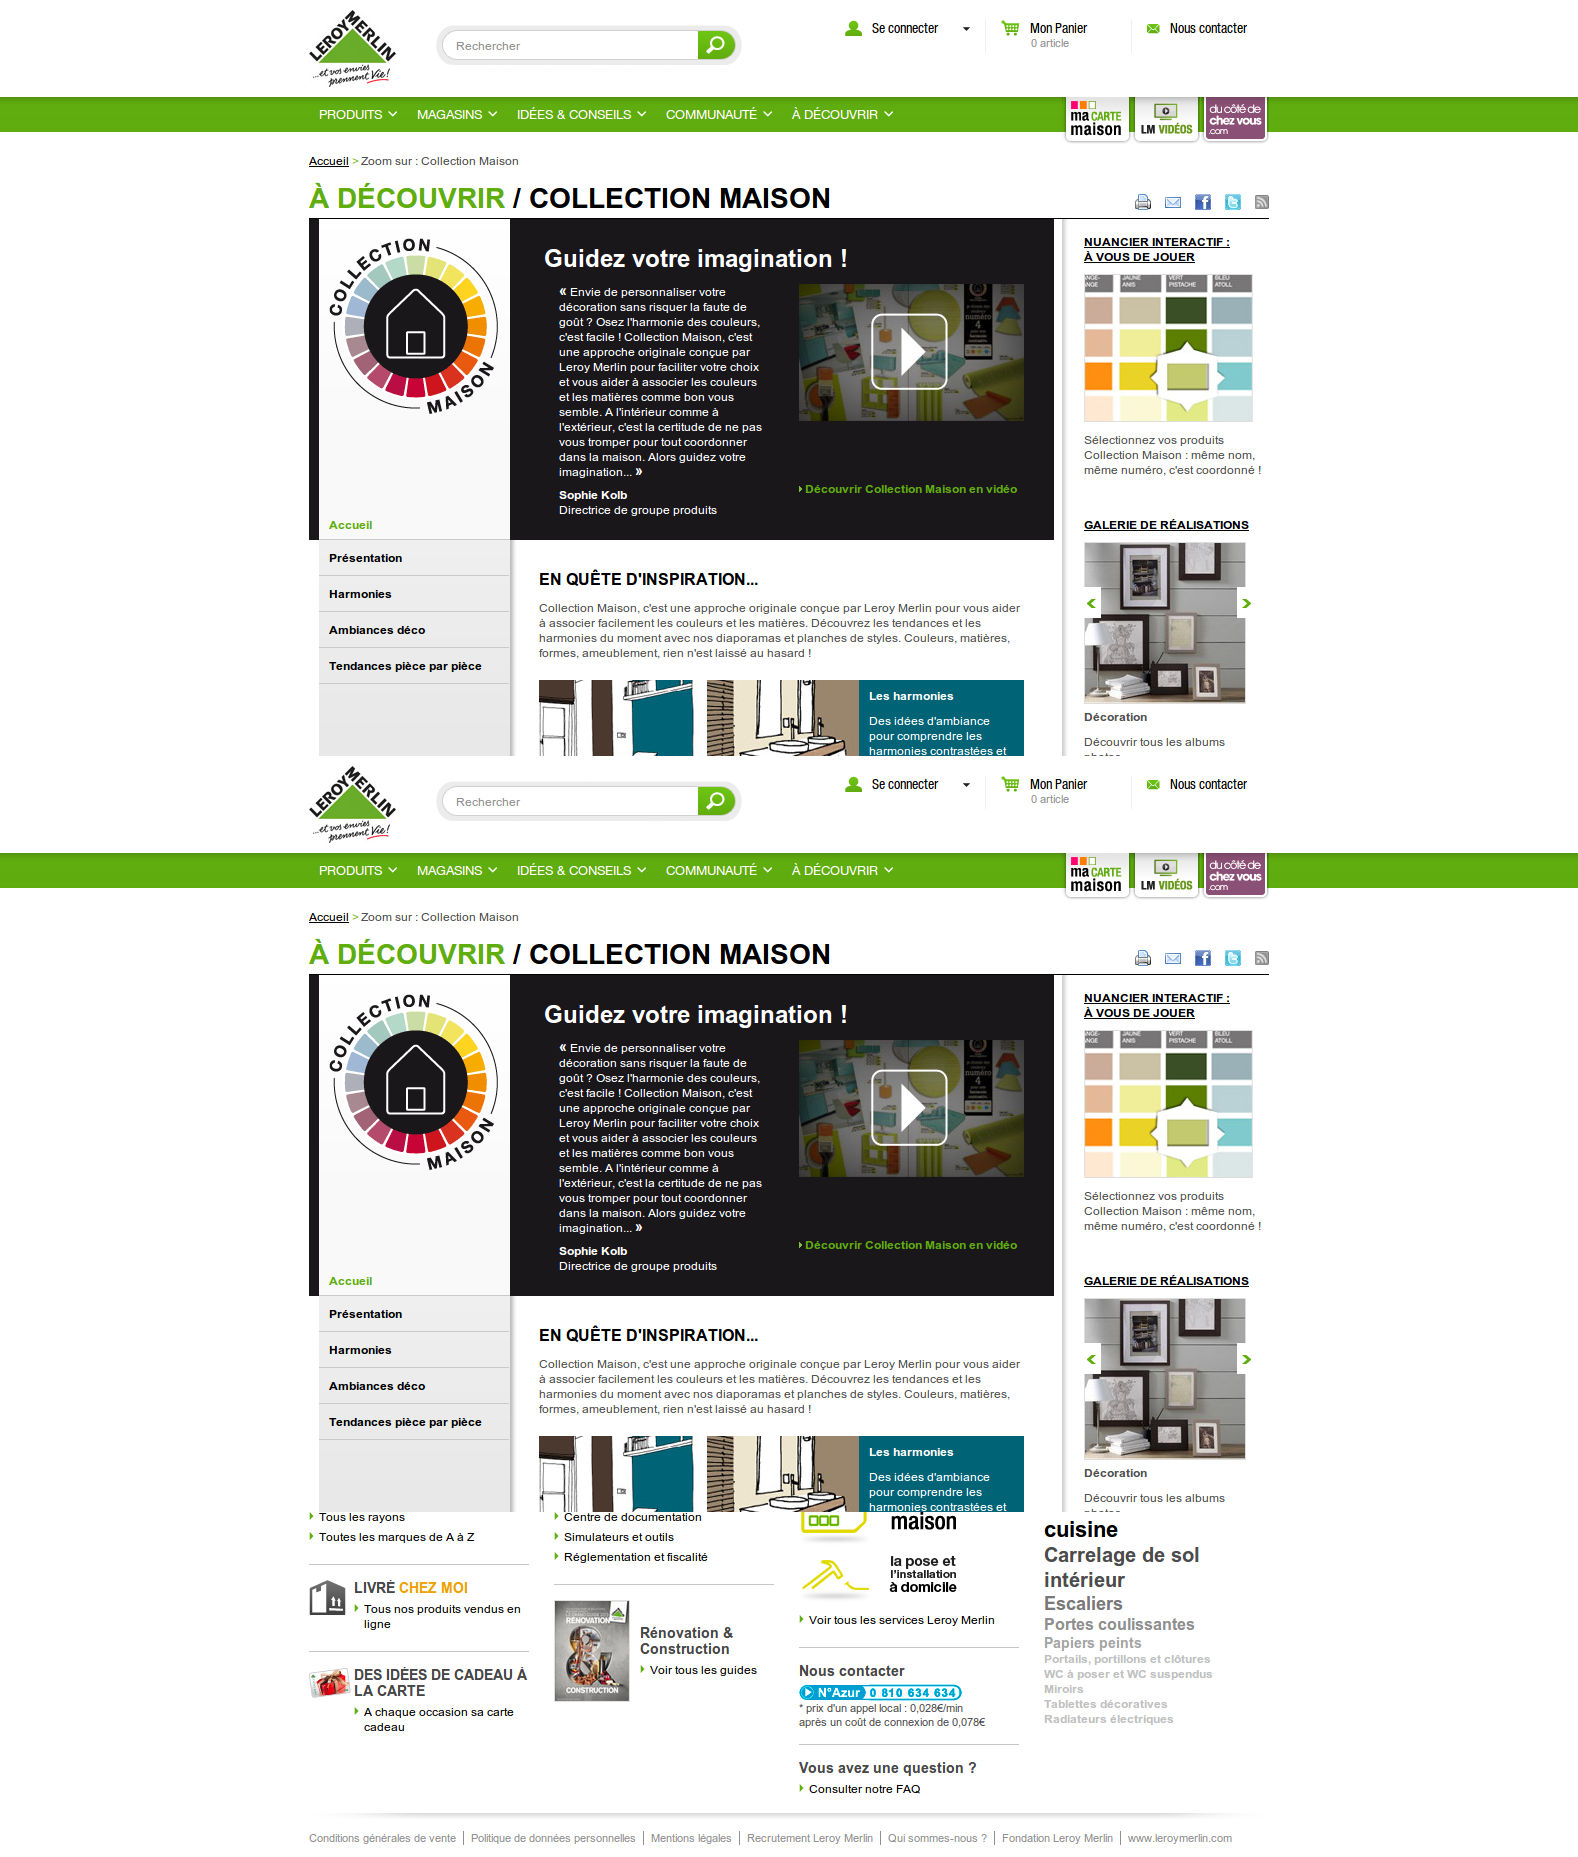 LEROY MERLIN
...et vos envies
prennent Vie !
Rechercher
Se connecter
Mon Panier
0 article
Nous contacter
PRODUITS
MAGASINS
IDÉES & CONSEILS
COMMUNAUTÉ
À DÉCOUVRIR
ma CARTE
maison
LM VIDÉOS
du côté de
chez vous
.com
Accueil > Zoom sur : Collection Maison
À DÉCOUVRIR / COLLECTION MAISON
COLLECTION
MAISON
Accueil
Présentation
Harmonies
Ambiances déco
Tendances pièce par pièce
Guidez votre imagination !
« Envie de personnaliser votre
décoration sans risquer la faute de
goût ? Osez l'harmonie des couleurs,
c'est facile ! Collection Maison, c'est
une approche originale conçue par
Leroy Merlin pour faciliter votre choix
et vous aider à associer les couleurs
et les matières comme bon vous
semble. A l'intérieur comme à
l'extérieur, c'est la certitude de ne pas
vous tromper pour tout coordonner
dans la maison. Alors guidez votre
imagination... »
Sophie Kolb
Directrice de groupe produits
numéro
4
Découvrir Collection Maison en vidéo
EN QUÊTE D'INSPIRATION...
Collection Maison, c'est une approche originale conçue par Leroy Merlin pour vous aider
à associer facilement les couleurs et les matières. Découvrez les tendances et les
harmonies du moment avec nos diaporamas et planches de styles. Couleurs, matières,
formes, ameublement, rien n'est laissé au hasard !
Les harmonies
Des idées d'ambiance
pour comprendre les
harmonies contrastées et
NUANCIER INTERACTIF :
À VOUS DE JOUER
ANGE-
ANGE
JAUNE
ANIS
VERT
PISTACHE
BLEU
ATOLL
Sélectionnez vos produits
Collection Maison : même nom,
même numéro, c'est coordonné !
GALERIE DE RÉALISATIONS
Décoration
Découvrir tous les albums
photos
LEROY MERLIN
...et vos envies
prennent Vie !
Rechercher
Se connecter
Mon Panier
0 article
Nous contacter
PRODUITS
MAGASINS
IDÉES & CONSEILS
COMMUNAUTÉ
À DÉCOUVRIR
ma CARTE
maison
LM VIDÉOS
du côté de
chez vous
.com
Accueil > Zoom sur : Collection Maison
À DÉCOUVRIR / COLLECTION MAISON
COLLECTION
MAISON
Accueil
Présentation
Harmonies
Ambiances déco
Tendances pièce par pièce
Guidez votre imagination !
« Envie de personnaliser votre
décoration sans risquer la faute de
goût ? Osez l'harmonie des couleurs,
c'est facile ! Collection Maison, c'est
une approche originale conçue par
Leroy Merlin pour faciliter votre choix
et vous aider à associer les couleurs
et les matières comme bon vous
semble. A l'intérieur comme à
l'extérieur, c'est la certitude de ne pas
vous tromper pour tout coordonner
dans la maison. Alors guidez votre
imagination... »
Sophie Kolb
Directrice de groupe produits
numéro
4
Découvrir Collection Maison en vidéo
EN QUÊTE D'INSPIRATION...
Collection Maison, c'est une approche originale conçue par Leroy Merlin pour vous aider
à associer facilement les couleurs et les matières. Découvrez les tendances et les
harmonies du moment avec nos diaporamas et planches de styles. Couleurs, matières,
formes, ameublement, rien n'est laissé au hasard !
Les harmonies
Des idées d'ambiance
pour comprendre les
harmonies contrastées et
NUANCIER INTERACTIF :
À VOUS DE JOUER
ANGE-
ANGE
JAUNE
ANIS
VERT
PISTACHE
BLEU
ATOLL
Sélectionnez vos produits
Collection Maison : même nom,
même numéro, c'est coordonné !
GALERIE DE RÉALISATIONS
Décoration
Découvrir tous les albums
photos
Tous les rayons
Toutes les marques de A à Z
LIVRÉ CHEZ MOI
Tous nos produits vendus en
ligne
DES IDÉES DE CADEAU À
LA CARTE
A chaque occasion sa carte
cadeau
Centre de documentation
Simulateurs et outils
Réglementation et fiscalité
RÉNOVATION
CONSTRUCTION
Rénovation &
Construction
Voir tous les guides
maison
la pose et
l'installation
à domicile
Voir tous les services Leroy Merlin
Nous contacter
N°Azur 0 810 634 634
* prix d'un appel local : 0,028€/min
après un coût de connexion de 0,078€
Vous avez une question ?
Consulter notre FAQ
cuisine
Carrelage de sol
intérieur
Escaliers
Portes coulissantes
Papiers peints
Portails, portillons et clôtures
WC à poser et WC suspendus
Miroirs
Tablettes décoratives
Radiateurs électriques
Conditions générales de vente | Politique de données personnelles | Mentions légales | Recrutement Leroy Merlin | Qui sommes-nous ? | Fondation Leroy Merlin | www.leroymerlin.com